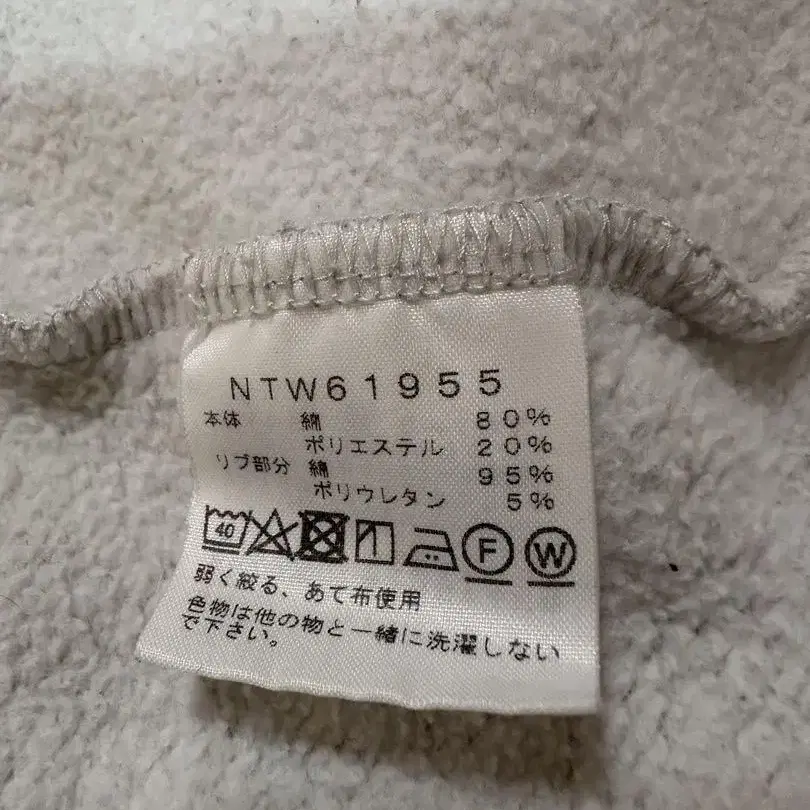 NTW61955
本体 綿 80%
ポリエステル 20%
リブ部分 綿 95%
ポリウレタン 5%
40 F W
弱く絞る、あて布使用
色物は他の物と一緒に洗濯しない
で下さい。